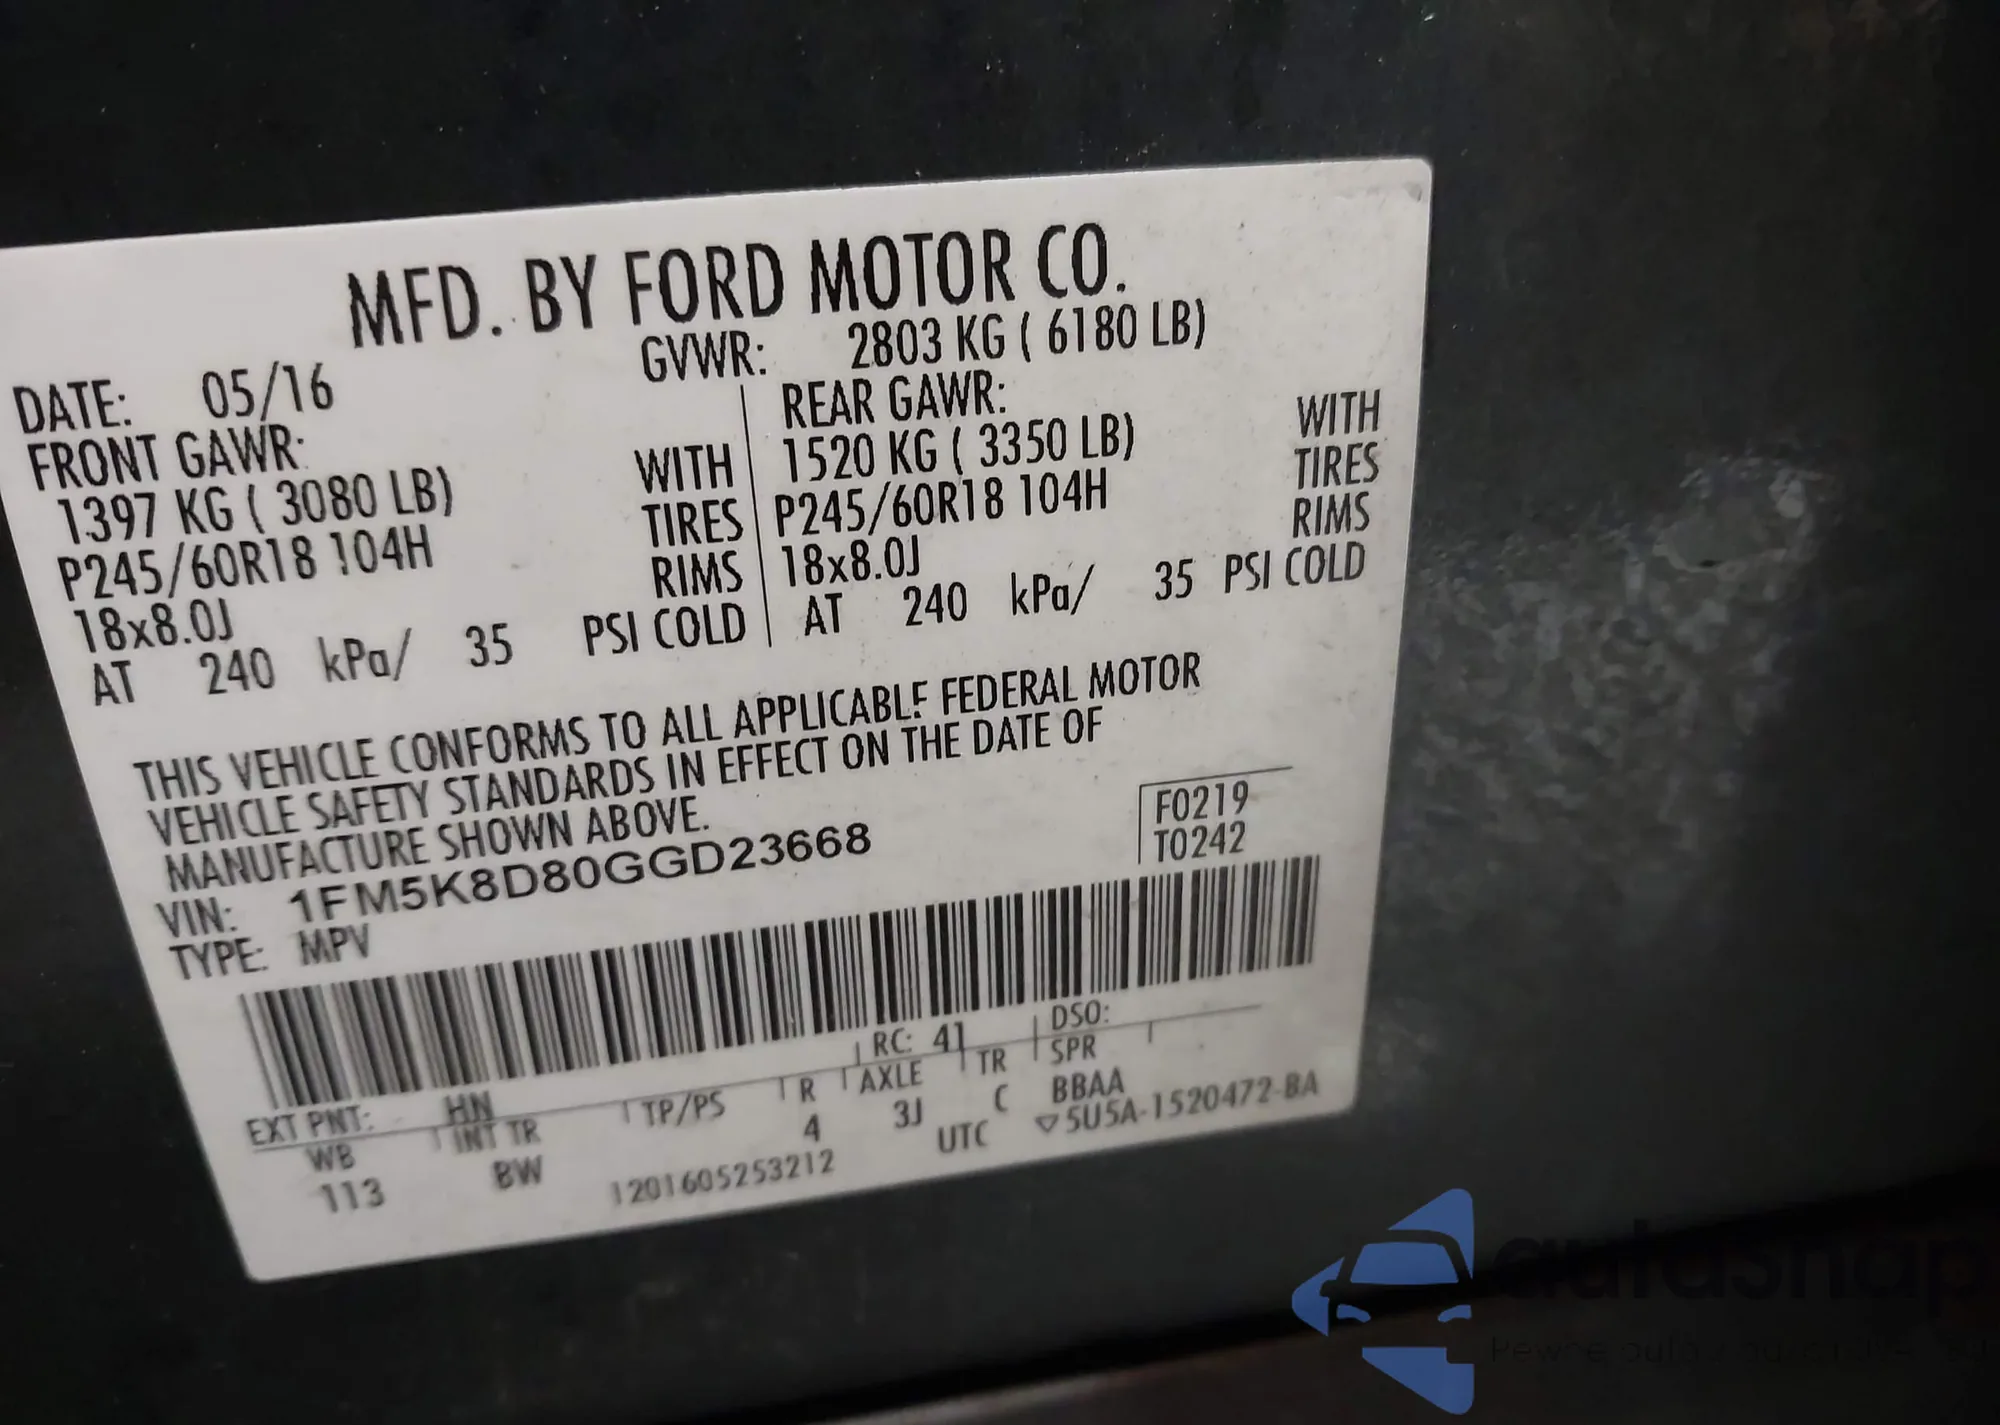 MFD. BY FORD MOTOR CO.
DATE: 05/16 GVWR: 2803 KG ( 6180 LB)
FRONT GAWR: REAR GAWR:
1397 KG ( 3080 LB) WITH 1520 KG ( 3350 LB) WITH
P245/60R18 104H TIRES P245/60R18 104H TIRES
18x8.0J RIMS 18x8.0J RIMS
AT 240 kPa/ 35 PSI COLD AT 240 kPa/ 35 PSI COLD
THIS VEHICLE CONFORMS TO ALL APPLICABLE FEDERAL MOTOR
VEHICLE SAFETY STANDARDS IN EFFECT ON THE DATE OF
MANUFACTURE SHOWN ABOVE.
F0219
T0242
VIN: 1FM5K8D80GGD23668
TYPE: MPV
EXT PNT: HN RC: 41 DSO:
WB INT TR TP/PS R AXLE TR SPR
113 BW 4 3J C BBAA
1201605253212 UTC ▽5U5A-1520472-BA
autosnap